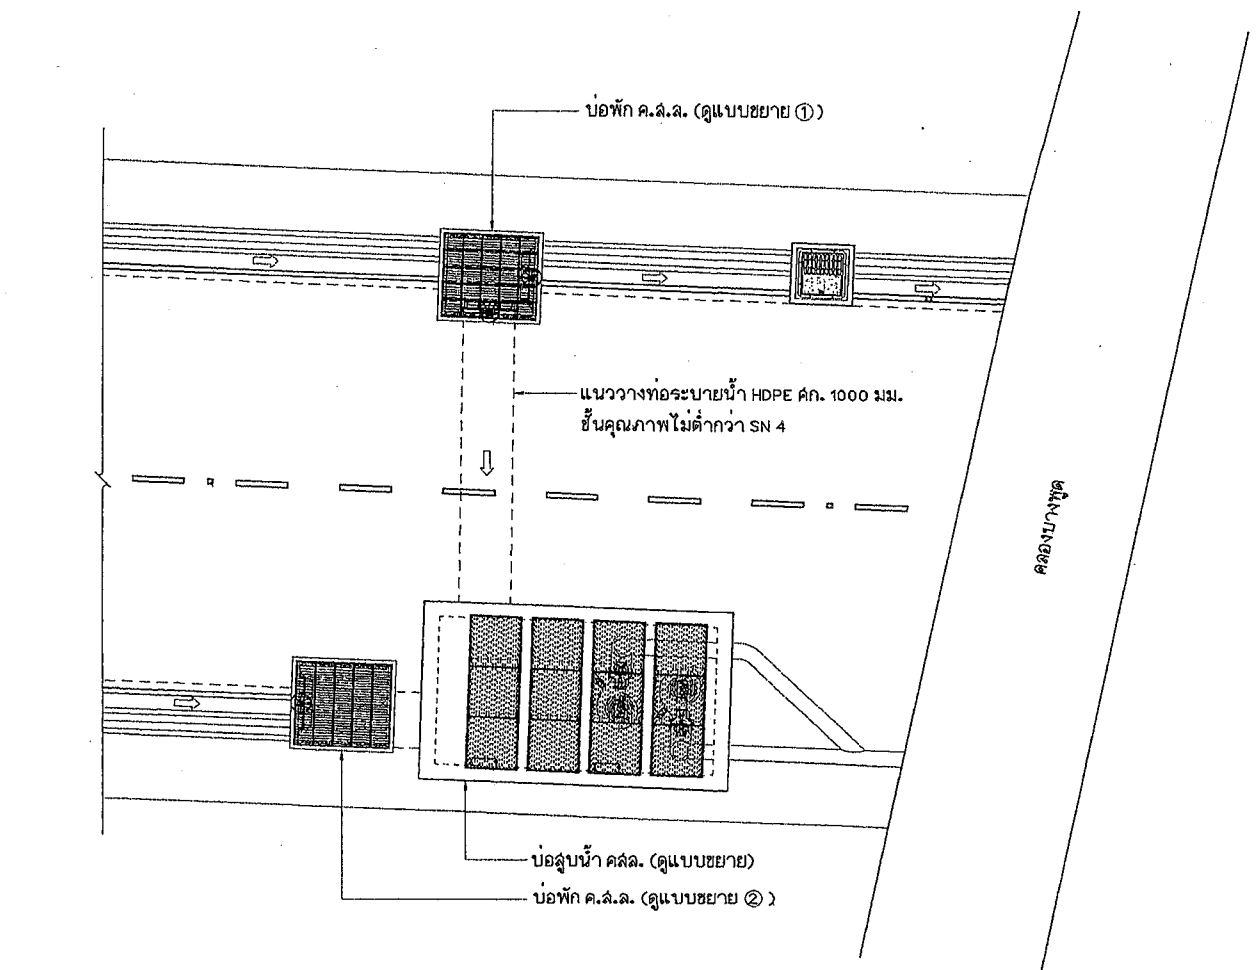 บ่อพัก ค.ส.ล. (ดูแบบขยาย ①)
แนววางท่อระบายน้ำ HDPE ศก. 1000 มม.
ชั้นคุณภาพไม่ต่ำกว่า SN 4
คลองบางพูด
บ่อสูบน้ำ คสล. (ดูแบบขยาย)
บ่อพัก ค.ส.ล. (ดูแบบขยาย ②)